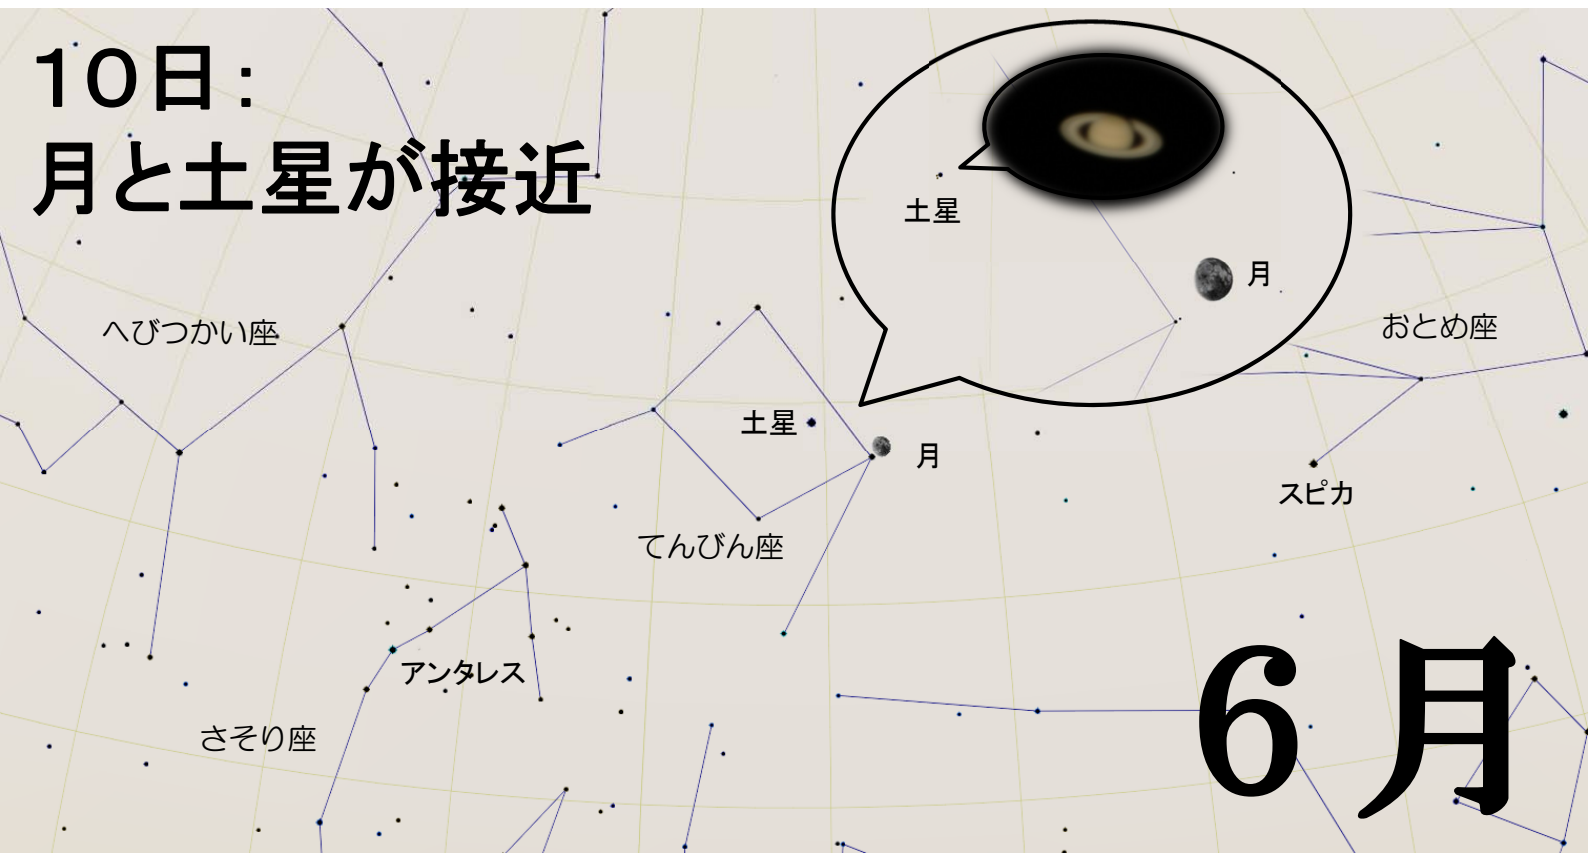 10日：
月と土星が接近
土星
月
へびつかい座
おとめ座
土星
月
スピカ
てんびん座
アンタレス
さそり座
6月